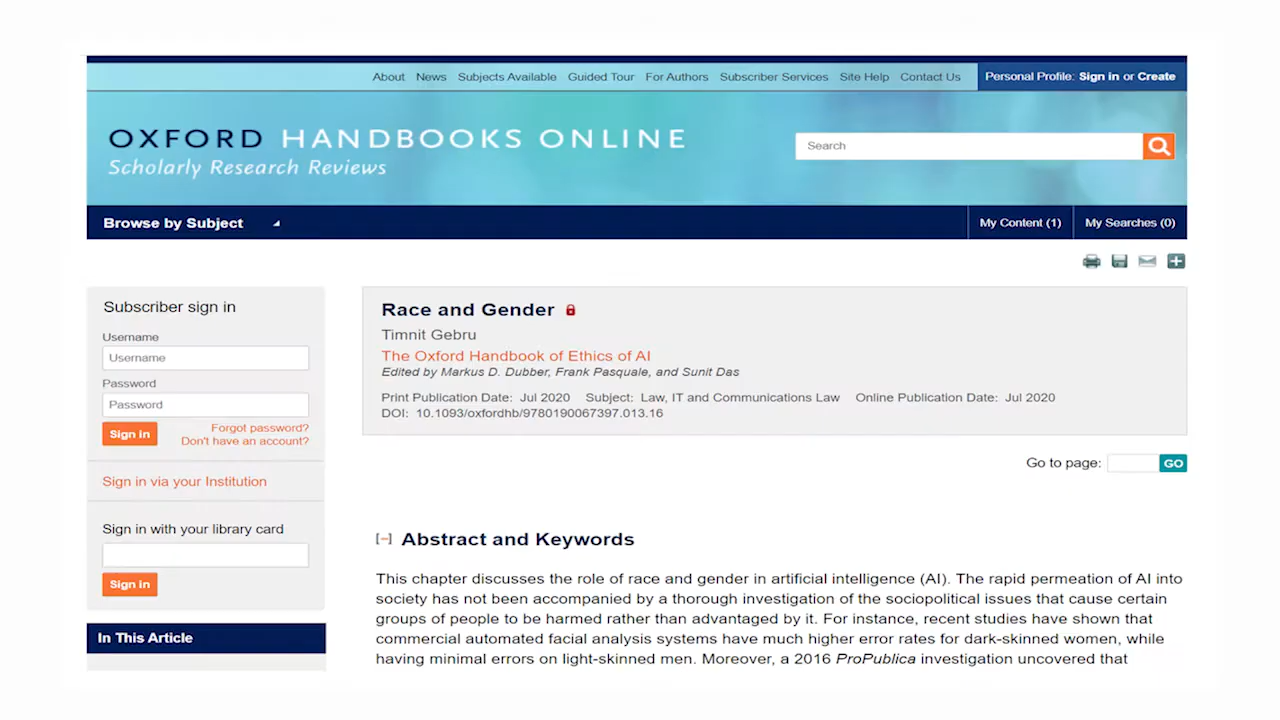 About News Subjects Available Guided Tour For Authors Subscriber Services Site Help Contact Us Personal Profile: Sign in or Create
OXFORD HANDBOOKS ONLINE
Scholarly Research Reviews
Search
Browse by Subject
My Content (1) My Searches (0)
Subscriber sign in
Username
Username
Password
Password
Sign in
Forgot password?
Don't have an account?
Sign in via your Institution
Sign in with your library card
Sign in
In This Article
Race and Gender
Timnit Gebru
The Oxford Handbook of Ethics of AI
Edited by Markus D. Dubber, Frank Pasquale, and Sunit Das
Print Publication Date: Jul 2020 Subject: Law, IT and Communications Law Online Publication Date: Jul 2020
DOI: 10.1093/oxfordhb/9780190067397.013.16
Go to page: GO
[−] Abstract and Keywords
This chapter discusses the role of race and gender in artificial intelligence (AI). The rapid permeation of AI into
society has not been accompanied by a thorough investigation of the sociopolitical issues that cause certain
groups of people to be harmed rather than advantaged by it. For instance, recent studies have shown that
commercial automated facial analysis systems have much higher error rates for dark-skinned women, while
having minimal errors on light-skinned men. Moreover, a 2016 ProPublica investigation uncovered that